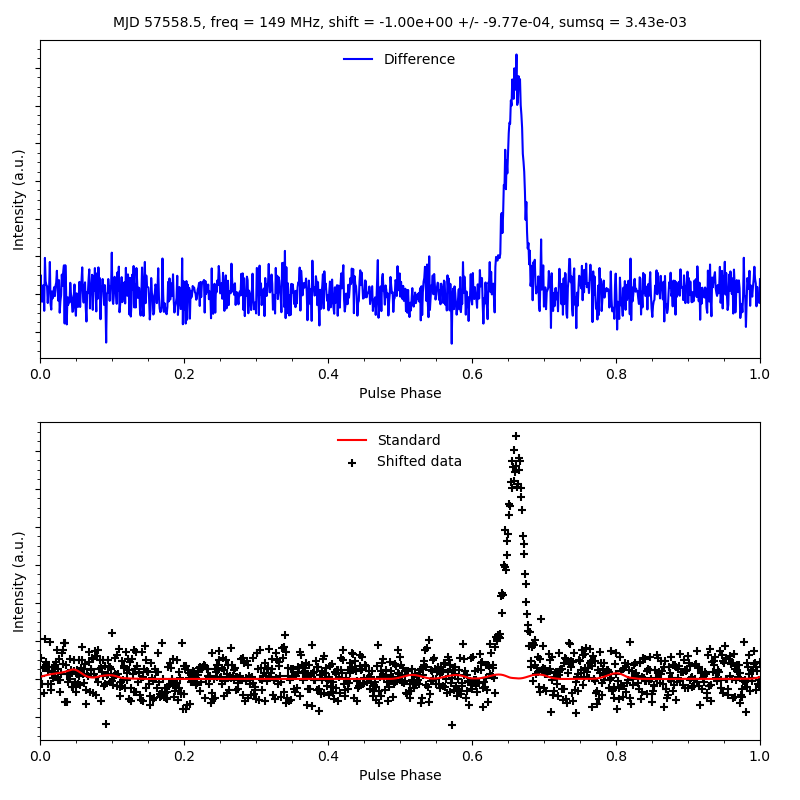 MJD 57558.5, freq = 149 MHz, shift = -1.00e+00 +/- -9.77e-04, sumsq = 3.43e-03
Difference
Intensity (a.u.)
0.0 0.2 0.4 0.6 0.8 1.0
Pulse Phase
Standard
Shifted data
Intensity (a.u.)
0.0 0.2 0.4 0.6 0.8 1.0
Pulse Phase